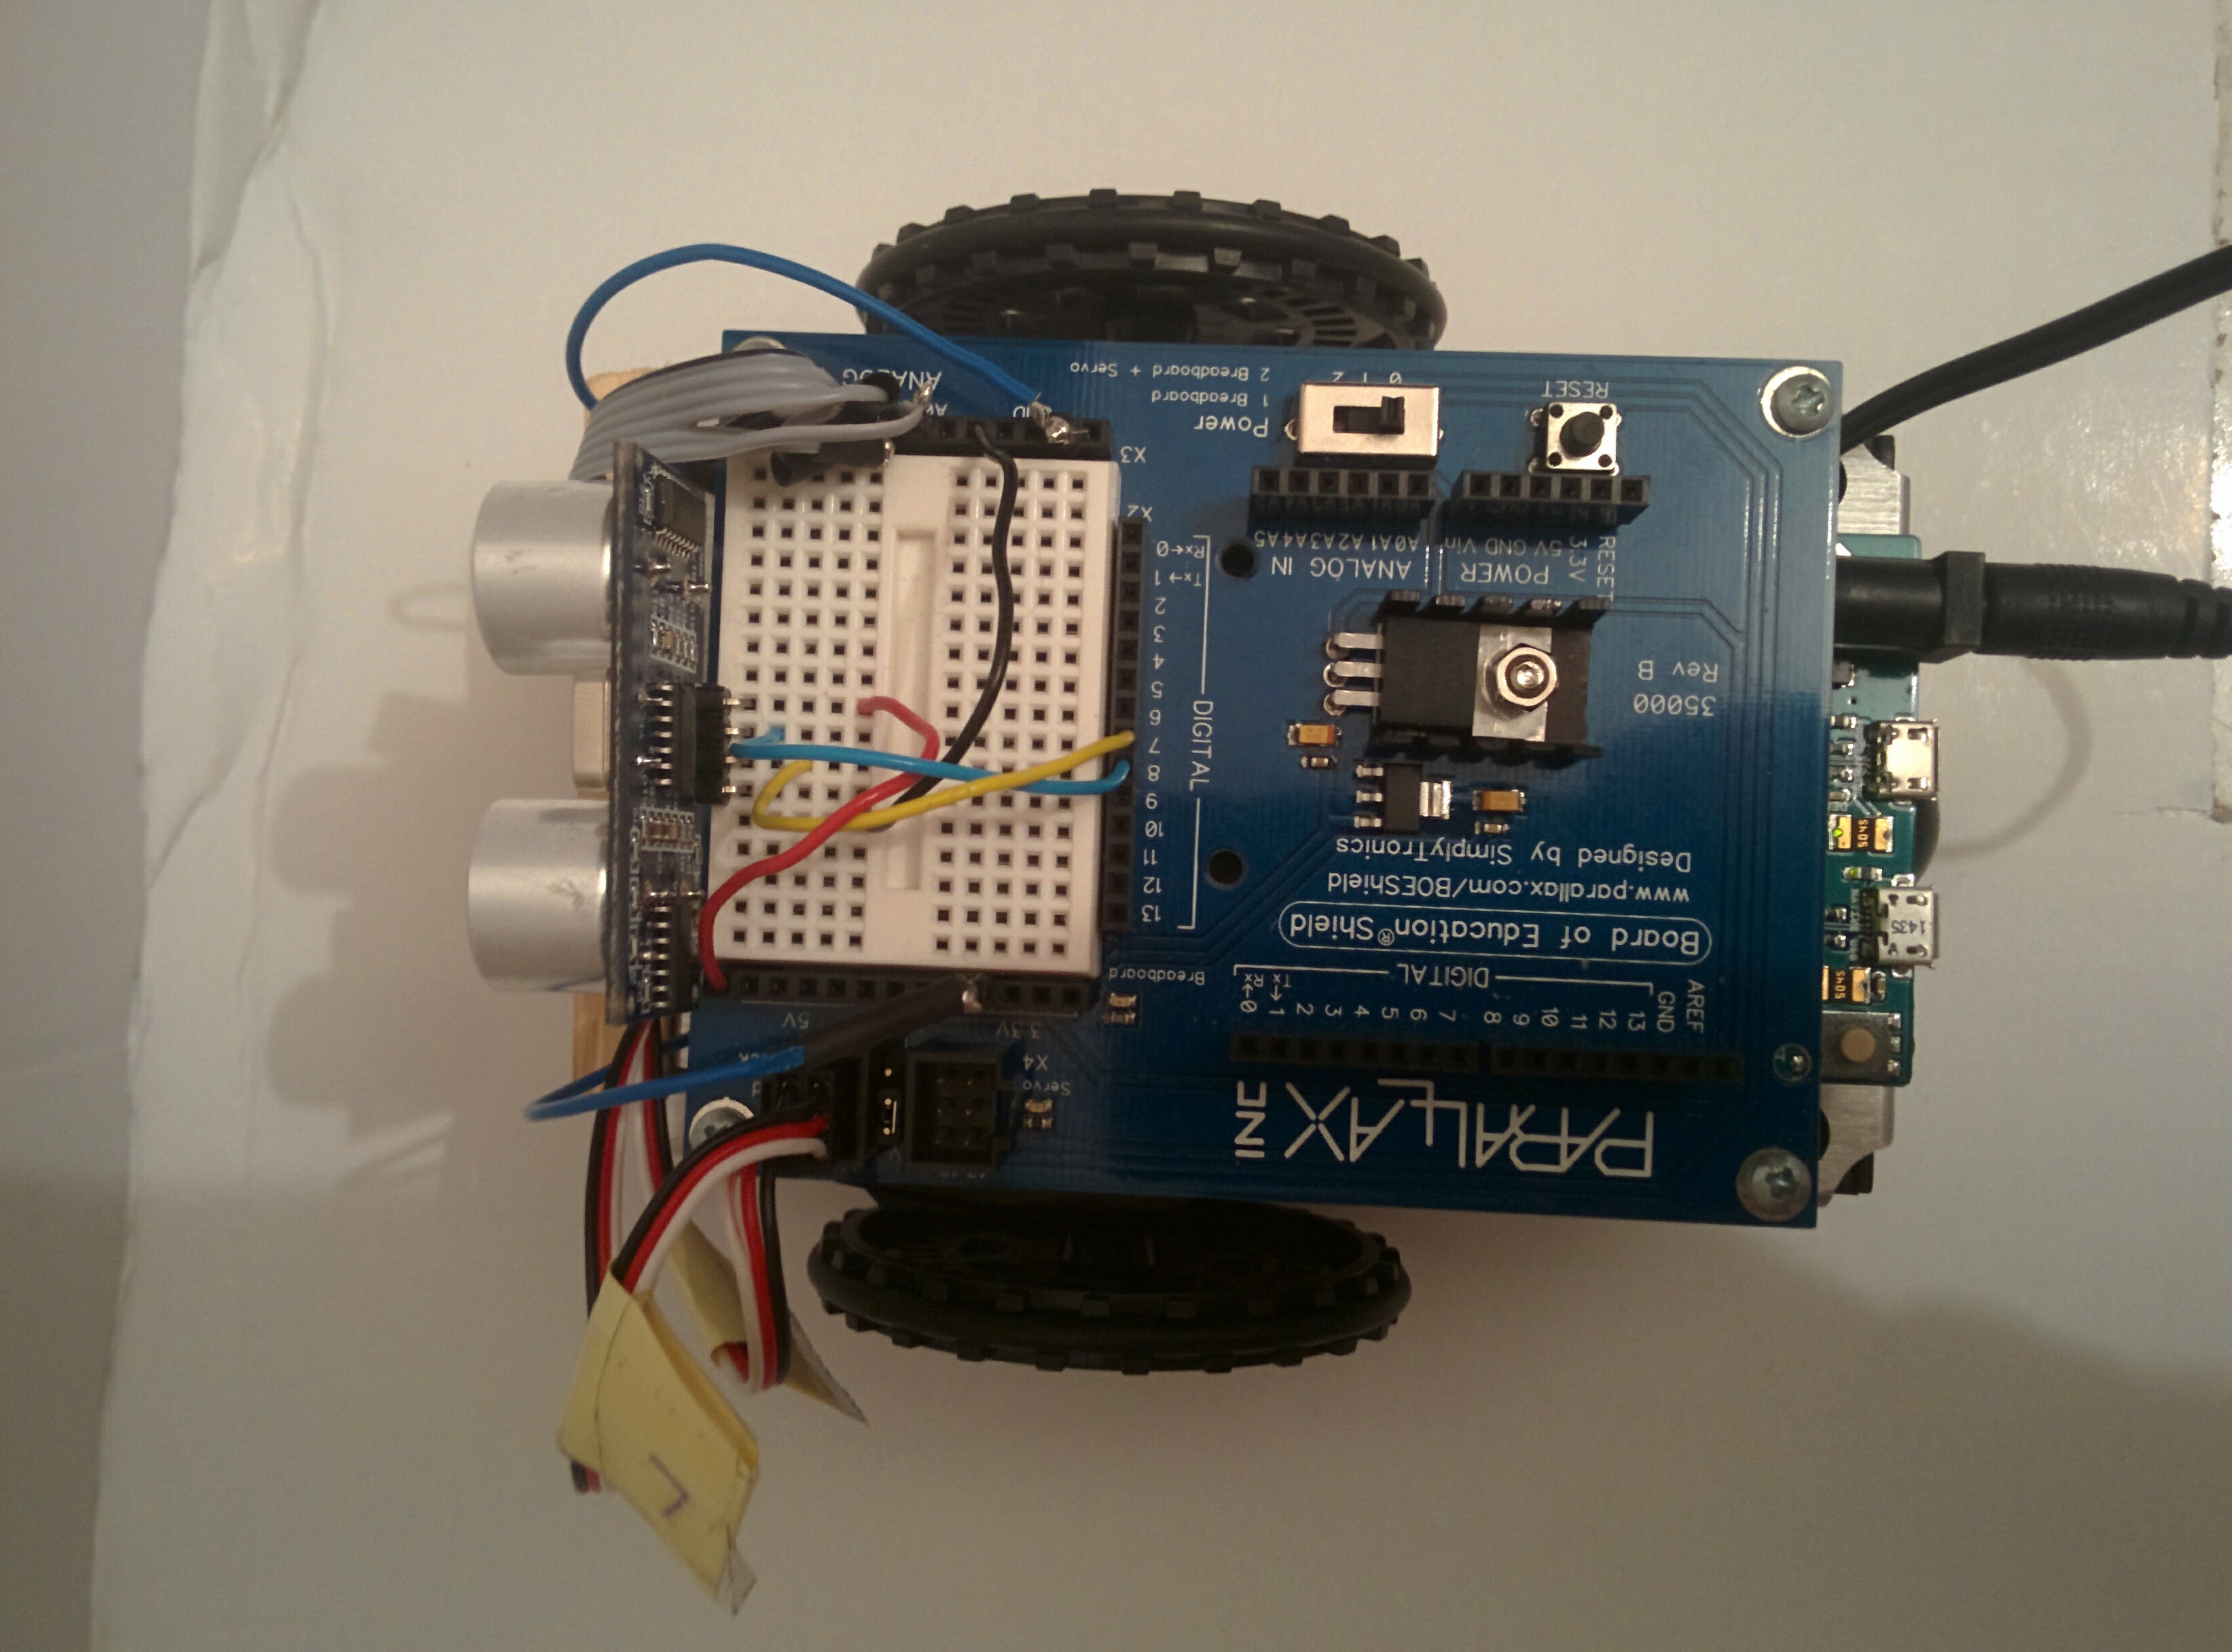 PARALLAX INC
AREF
GND
13
12
11
10
9
8
7
6
5
4
3
2
Tx→1
Rx←0
DIGITAL
Servo
X4
Board of Education® Shield
www.parallax.com/BOEShield
Designed by SimplyTronics
Breadboard
3.3V
5V
35000
Rev B
DIGITAL
13
12
11
10
9
8
7
6
5
4
3
2
Tx→1
Rx←0
X2
X3
RESET
3.3V
5V GND Vin
POWER
A0 A1 A2 A3 A4 A5
ANALOG IN
RESET
0 1 2
Power
1 Breadboard
2 Breadboard + Servo
ANALOG
1435
5405
5405
L